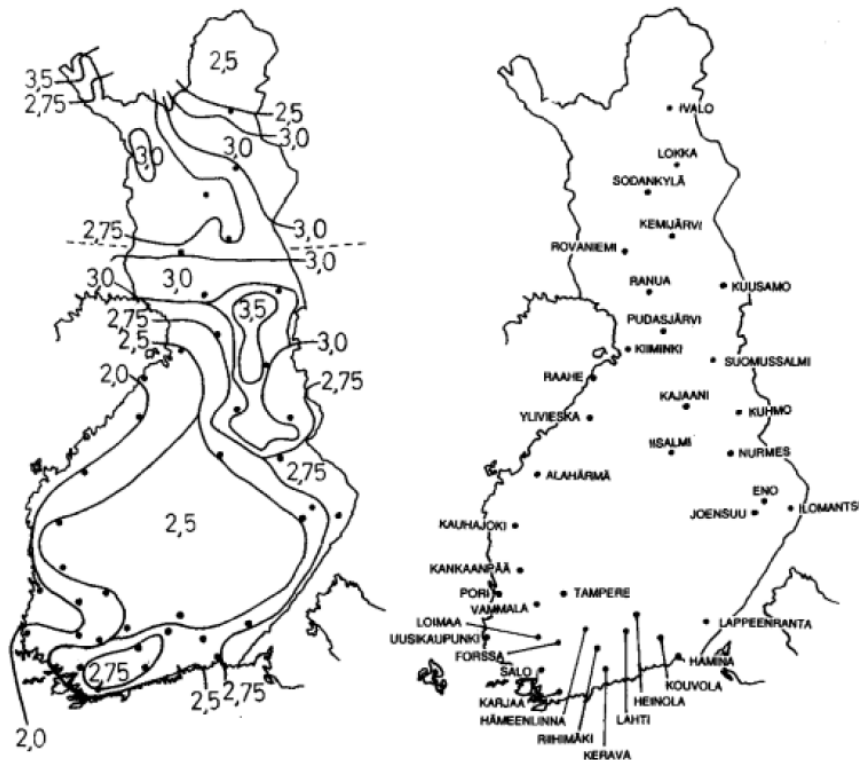 2,5
3,5
2,75
2,5
3,0
3,0
3,0
2,75
3,0
3,0
3,0
3,0
3,5
2,75
2,5
3,0
2,0
2,75
2,75
2,5
2,75
2,75
2,5
2,0
IVALO
LOKKA
SODANKYLÄ
KEMIJÄRVI
ROVANIEMI
RANUA
KUUSAMO
PUDASJÄRVI
KIIMINKI
SUOMUSSALMI
RAAHE
KAJAANI
YLIVIESKA
KUHMO
IISALMI
NURMES
ALAHÄRMÄ
ENO
JOENSUU
ILOMANTS
KAUHAJOKI
KANKAANPÄÄ
PORI
TAMPERE
VAMMALA
LOIMAA
LAPPEENRANTA
UUSIKAUPUNKI
FORSSA
HAMINA
SALO
KOUVOLA
KARJAA
HEINOLA
HÄMEENLINNA
LAHTI
RIIHIMÄKI
KERAVA